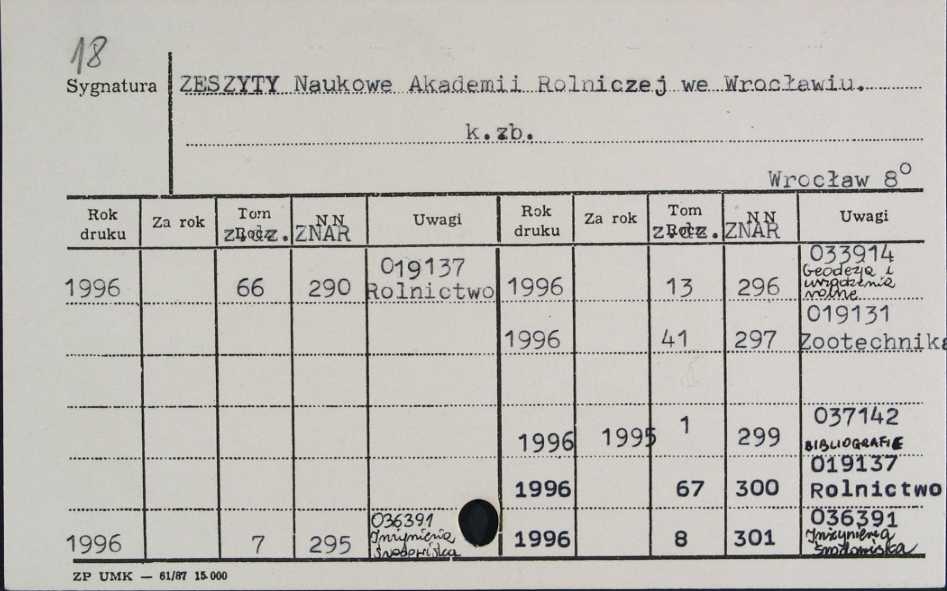 18
Sygnatura ZESZYTY Naukowe Akademii Rolniczej we Wrocławiu.
k.zb.
Wrocław 8°
Rok druku Za rok Tom z.r.z. NN ZNAR Uwagi Rok druku Za rok Tom z.r.z. NN ZNAR Uwagi
1996 66 290 019137 Rolnictwo 1996 13 296 033914 Geodezja i urządzenia rolne
1996 41 297 019131 Zootechnika
1996 1995 1 299 037142 BIBLIOGRAFIE
1996 67 300 019137 Rolnictwo
1996 7 295 036391 Inżynieria Środowiska 1996 8 301 036391 Inżynieria Środowiska
ZP UMK — 61/87 15.000